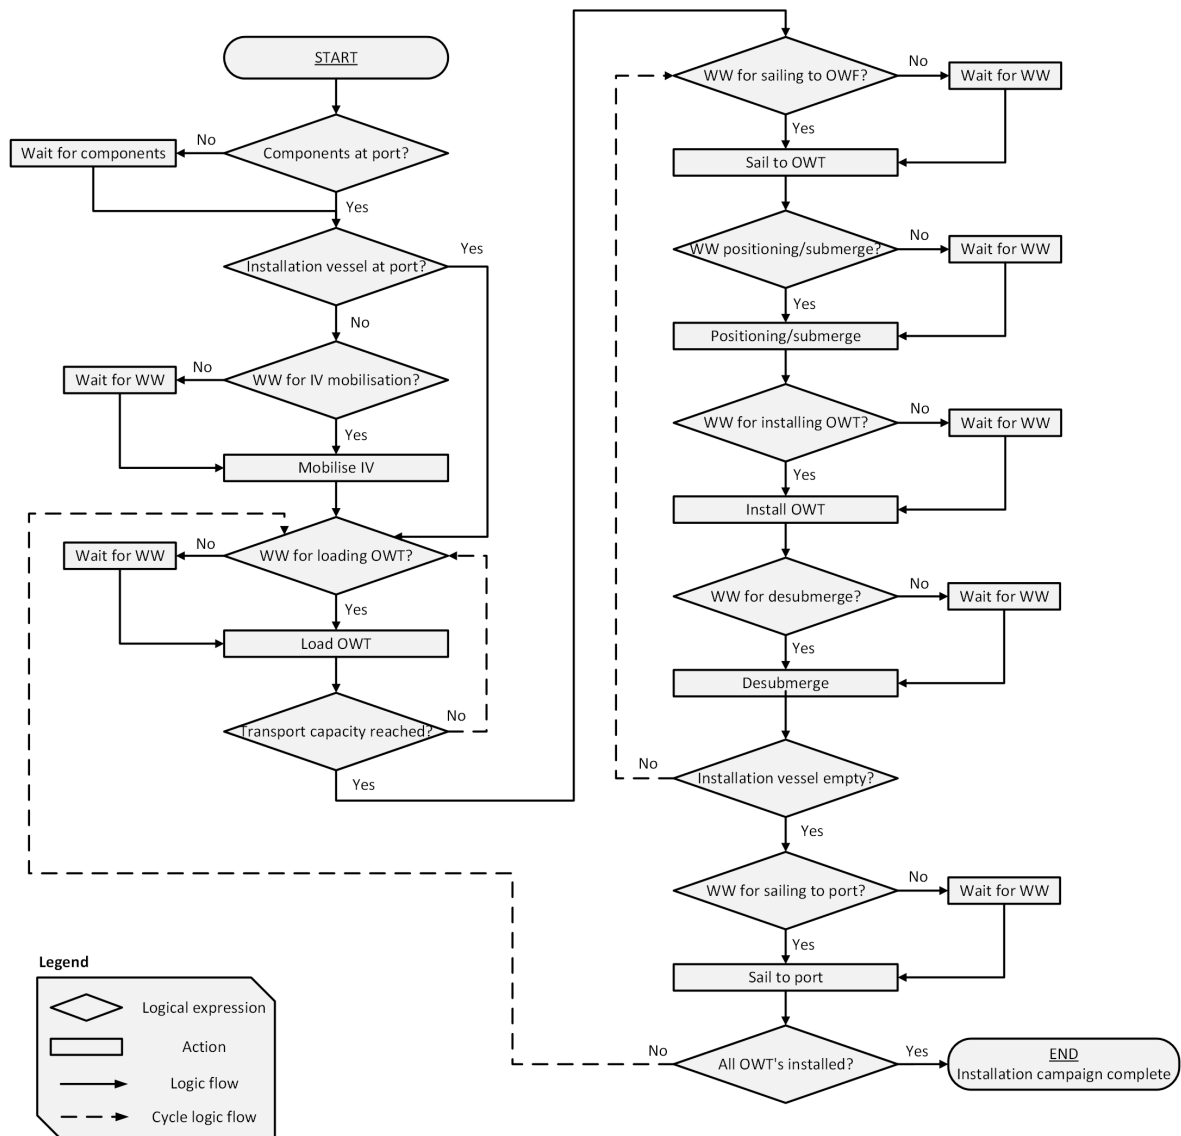 START
Components at port?
No
Wait for components
Yes
Installation vessel at port?
Yes
No
WW for IV mobilisation?
No
Wait for WW
Yes
Mobilise IV
WW for loading OWT?
No
Wait for WW
Yes
Load OWT
Transport capacity reached?
No
Yes
WW for sailing to OWF?
No
Wait for WW
Yes
Sail to OWT
WW positioning/submerge?
No
Wait for WW
Yes
Positioning/submerge
WW for installing OWT?
No
Wait for WW
Yes
Install OWT
WW for desubmerge?
No
Wait for WW
Yes
Desubmerge
Installation vessel empty?
No
Yes
WW for sailing to port?
No
Wait for WW
Yes
Sail to port
All OWT's installed?
No
Yes
END
Installation campaign complete
Legend
Logical expression
Action
Logic flow
Cycle logic flow